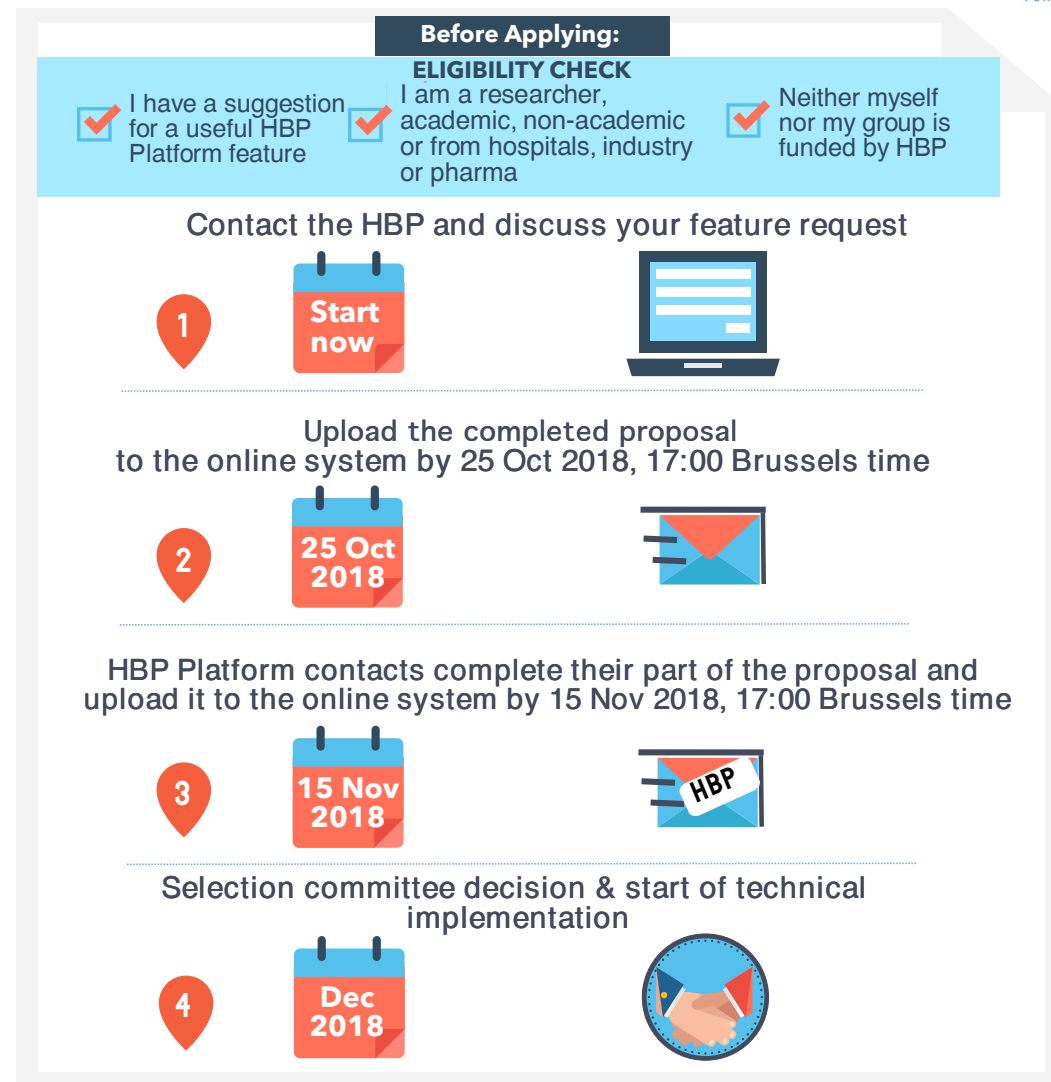 Before Applying:
ELIGIBILITY CHECK
I have a suggestion
for a useful HBP
Platform feature
I am a researcher,
academic, non-academic
or from hospitals, industry
or pharma
Neither myself
nor my group is
funded by HBP
Contact the HBP and discuss your feature request
1
Start
now
Upload the completed proposal
to the online system by 25 Oct 2018, 17:00 Brussels time
2
25 Oct
2018
HBP Platform contacts complete their part of the proposal and
upload it to the online system by 15 Nov 2018, 17:00 Brussels time
3
15 Nov
2018
HBP
Selection committee decision & start of technical
implementation
4
Dec
2018